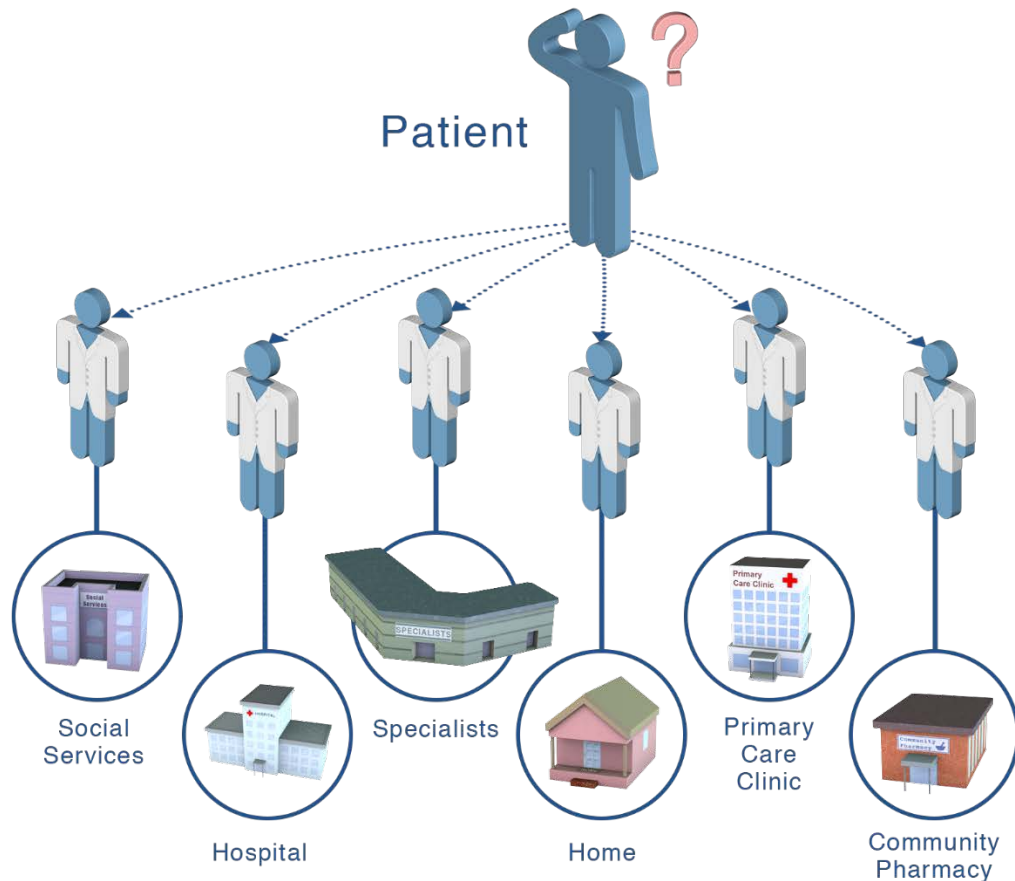 ?
Patient
Social
Services
SPECIALISTS
Primary
Care Clinic
Social
Services
HOSPITAL
Specialists
Primary
Care
Clinic
Community
Pharmacy
Hospital
Home
Community
Pharmacy